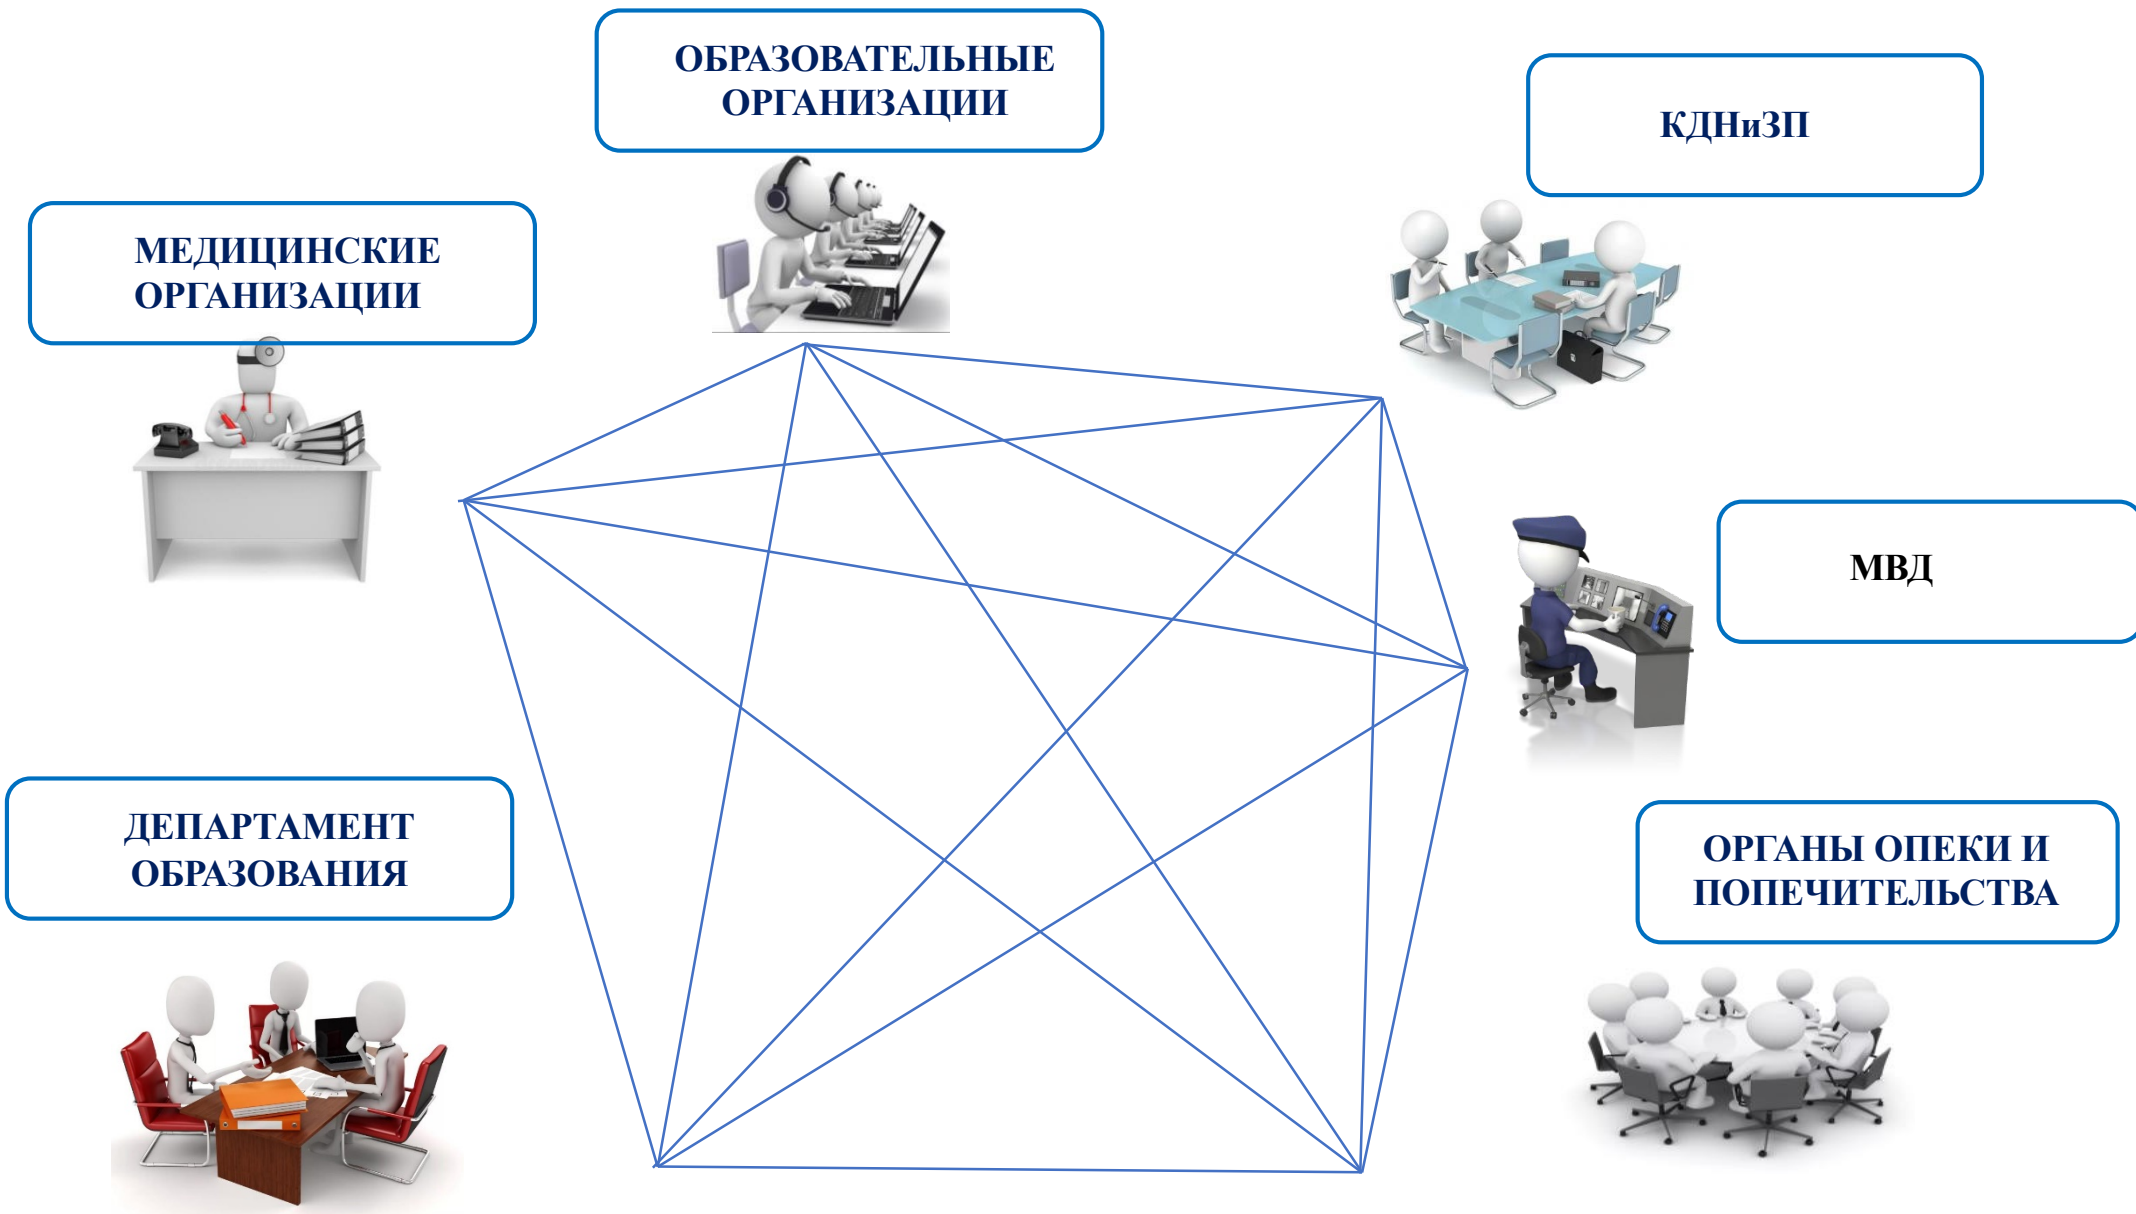 ОБРАЗОВАТЕЛЬНЫЕ
ОРГАНИЗАЦИИ
КДНиЗП
МЕДИЦИНСКИЕ
ОРГАНИЗАЦИИ
МВД
ДЕПАРТАМЕНТ
ОБРАЗОВАНИЯ
ОРГАНЫ ОПЕКИ И
ПОПЕЧИТЕЛЬСТВА